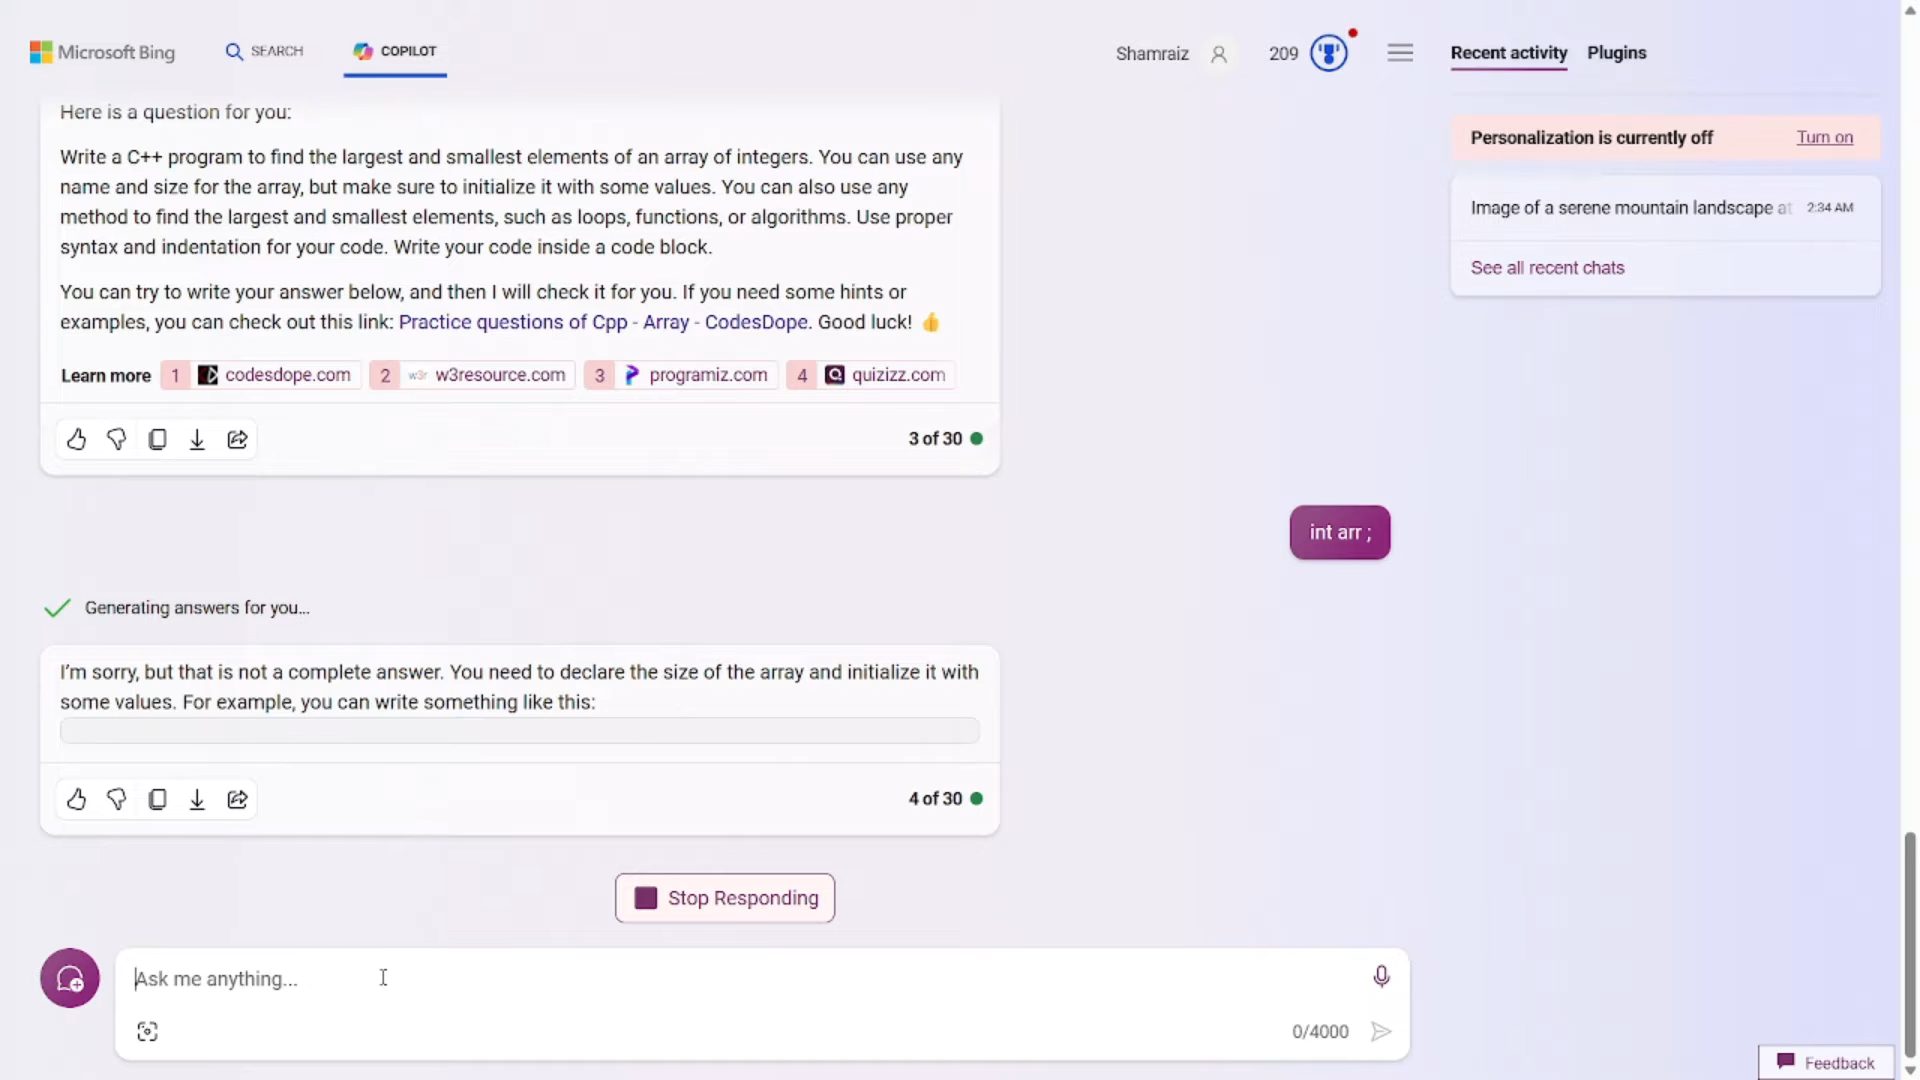 Microsoft Bing
SEARCH
COPILOT
Shamraiz
209
Recent activity
Plugins
Here is a question for you:
Write a C++ program to find the largest and smallest elements of an array of integers. You can use any
name and size for the array, but make sure to initialize it with some values. You can also use any
method to find the largest and smallest elements, such as loops, functions, or algorithms. Use proper
syntax and indentation for your code. Write your code inside a code block.
You can try to write your answer below, and then I will check it for you. If you need some hints or
examples, you can check out this link: Practice questions of Cpp - Array - CodesDope. Good luck! 👍
Learn more 1 codesdope.com 2 w3r w3resource.com 3 programiz.com 4 quizizz.com
3 of 30
Personalization is currently off
Turn on
Image of a serene mountain landscape at 2:34 AM
See all recent chats
int arr ;
Generating answers for you...
I'm sorry, but that is not a complete answer. You need to declare the size of the array and initialize it with
some values. For example, you can write something like this:
4 of 30
Stop Responding
Ask me anything...
0/4000
Feedback